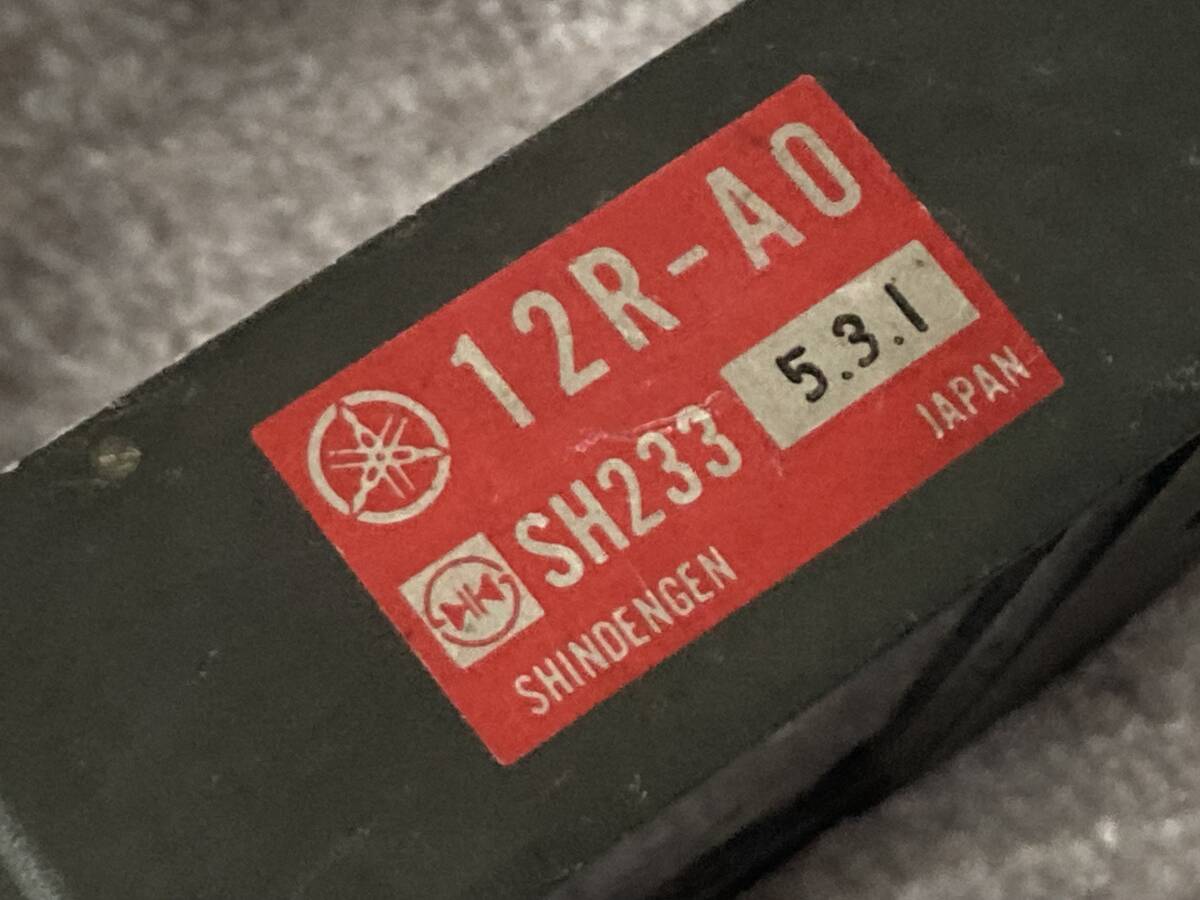 12R-A0
SH233 5.3.1
SHINDENGEN JAPAN